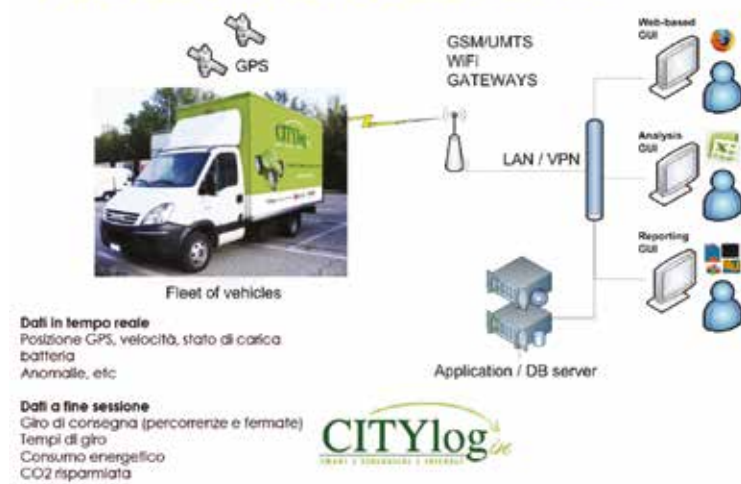 GPS
GSM/UMTS
WiFi
GATEWAYS
LAN / VPN
Web-based
GUI
Analysis
GUI
Reporting
GUI
CITYlog
Fleet of vehicles
Application / DB server
Dati in tempo reale
Posizione GPS, velocità, stato di carica
batteria
Anomalie, etc
Dati a fine sessione
Giro di consegna (percorrenze e fermate)
Tempi di giro
Consumo energetico
CO2 risparmiata
CITYlog